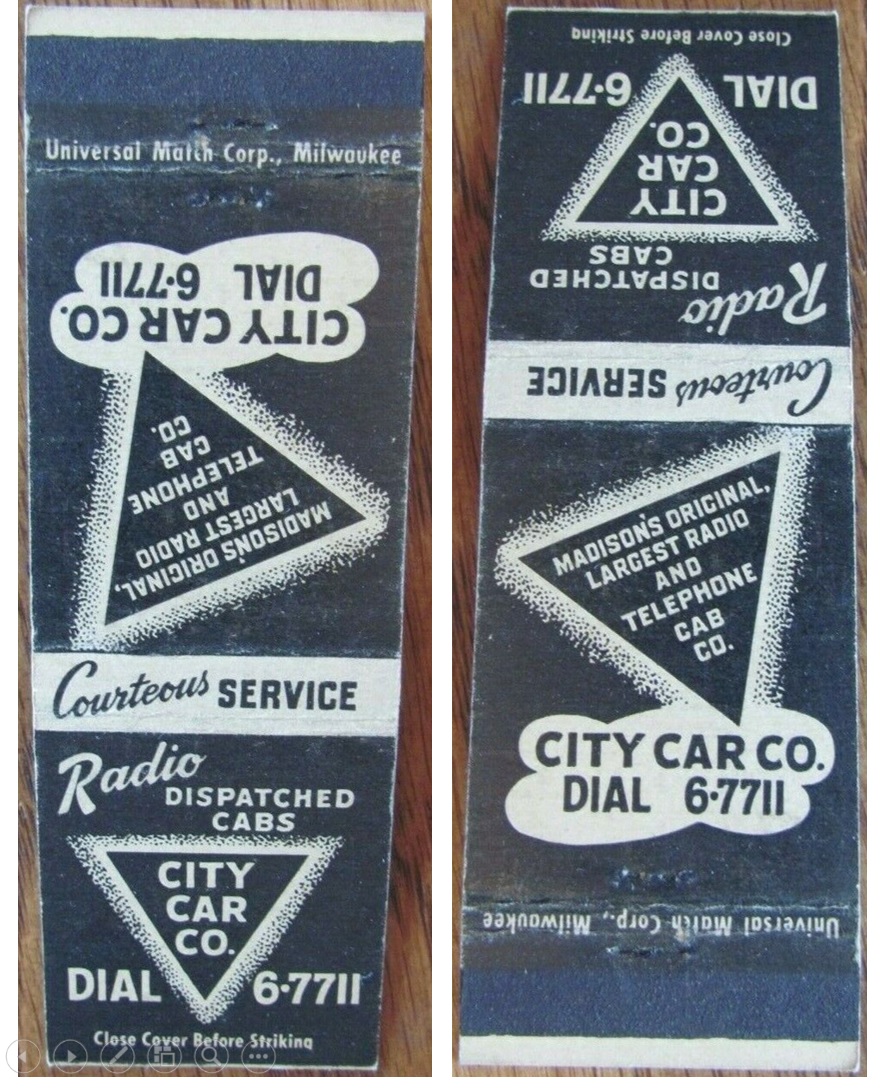 Universal Match Corp., Milwaukee
CITY CAR CO.
DIAL 6·7711
MADISON'S ORIGINAL,
LARGEST RADIO
AND
TELEPHONE
CAB
CO.
Courteous SERVICE
Radio
DISPATCHED
CABS
CITY
CAR
CO.
DIAL 6·7711
Close Cover Before Striking
Close Cover Before Striking
DIAL 6·7711
CITY
CAR
CO.
Radio
DISPATCHED
CABS
Courteous SERVICE
MADISON'S ORIGINAL,
LARGEST RADIO
AND
TELEPHONE
CAB
CO.
CITY CAR CO.
DIAL 6·7711
Universal Match Corp., Milwaukee